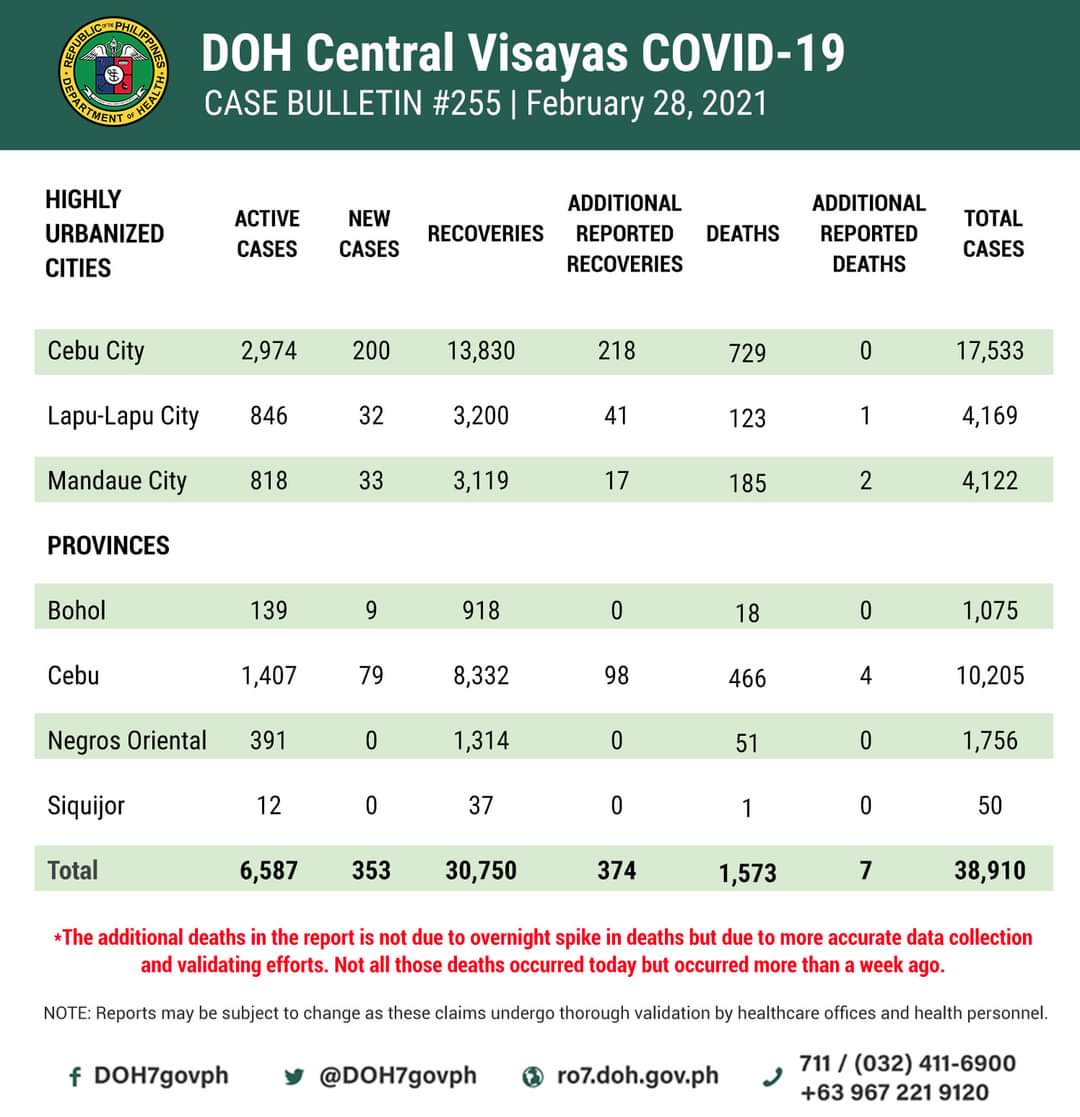 REPUBLIC OF THE PHILIPPINES
DEPARTMENT OF HEALTH
DOH Central Visayas COVID-19
CASE BULLETIN #255 | February 28, 2021
HIGHLY URBANIZED CITIES ACTIVE CASES NEW CASES RECOVERIES ADDITIONAL REPORTED RECOVERIES DEATHS ADDITIONAL REPORTED DEATHS TOTAL CASES
Cebu City 2,974 200 13,830 218 729 0 17,533
Lapu-Lapu City 846 32 3,200 41 123 1 4,169
Mandaue City 818 33 3,119 17 185 2 4,122
PROVINCES
Bohol 139 9 918 0 18 0 1,075
Cebu 1,407 79 8,332 98 466 4 10,205
Negros Oriental 391 0 1,314 0 51 0 1,756
Siquijor 12 0 37 0 1 0 50
Total 6,587 353 30,750 374 1,573 7 38,910
*The additional deaths in the report is not due to overnight spike in deaths but due to more accurate data collection
and validating efforts. Not all those deaths occurred today but occurred more than a week ago.
NOTE: Reports may be subject to change as these claims undergo thorough validation by healthcare offices and health personnel.
DOH7govph @DOH7govph ro7.doh.gov.ph 711 / (032) 411-6900
+63 967 221 9120